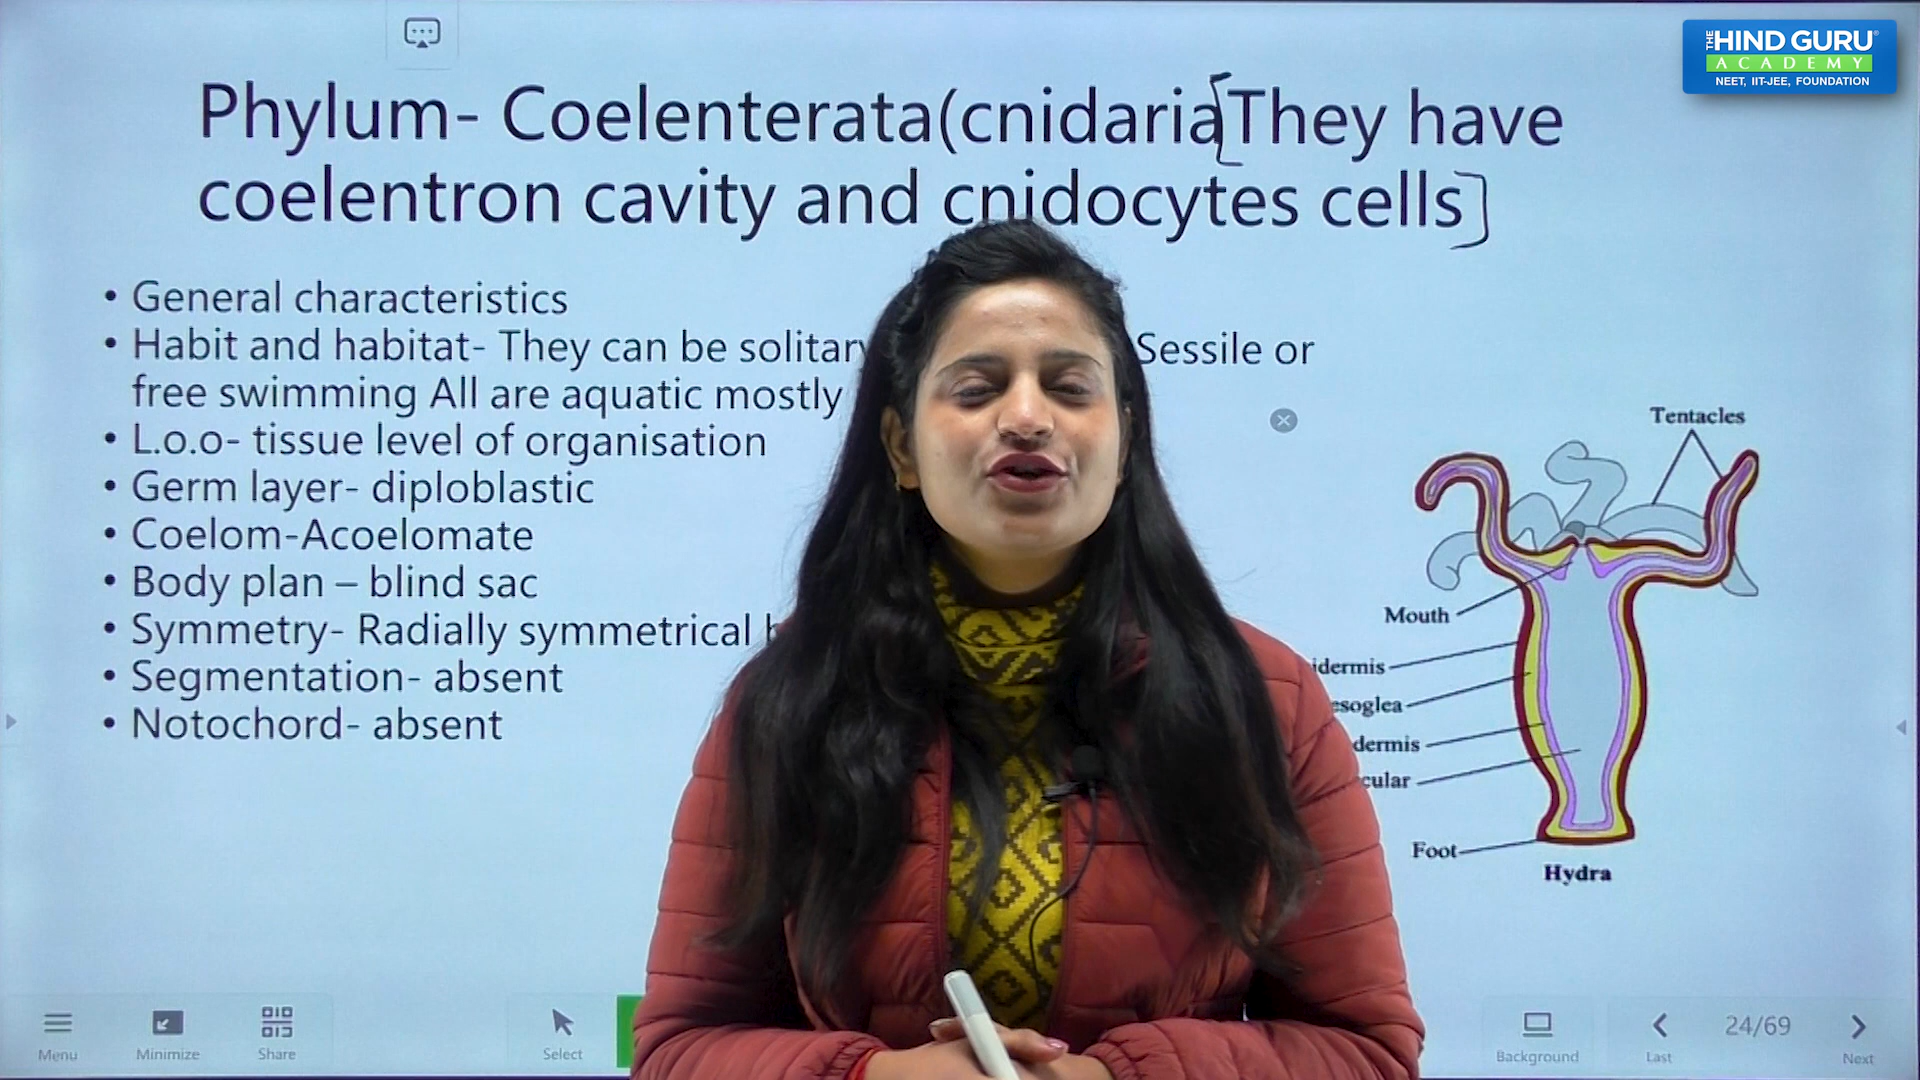 THE HIND GURU®
ACADEMY
NEET, IIT-JEE, FOUNDATION
Phylum- Coelenterata(cnidaria[They have
coelentron cavity and cnidocytes cells]
• General characteristics
• Habit and habitat- They can be solitary Sessile or
free swimming All are aquatic mostly
• L.o.o- tissue level of organisation
• Germ layer- diploblastic
• Coelom-Acoelomate
• Body plan – blind sac
• Symmetry- Radially symmetrical
• Segmentation- absent
• Notochord- absent
Tentacles
Mouth
idermis
esoglea
dermis
cular
Foot
Hydra
Menu
Minimize
Share
Select
Background
Last
24/69
Next